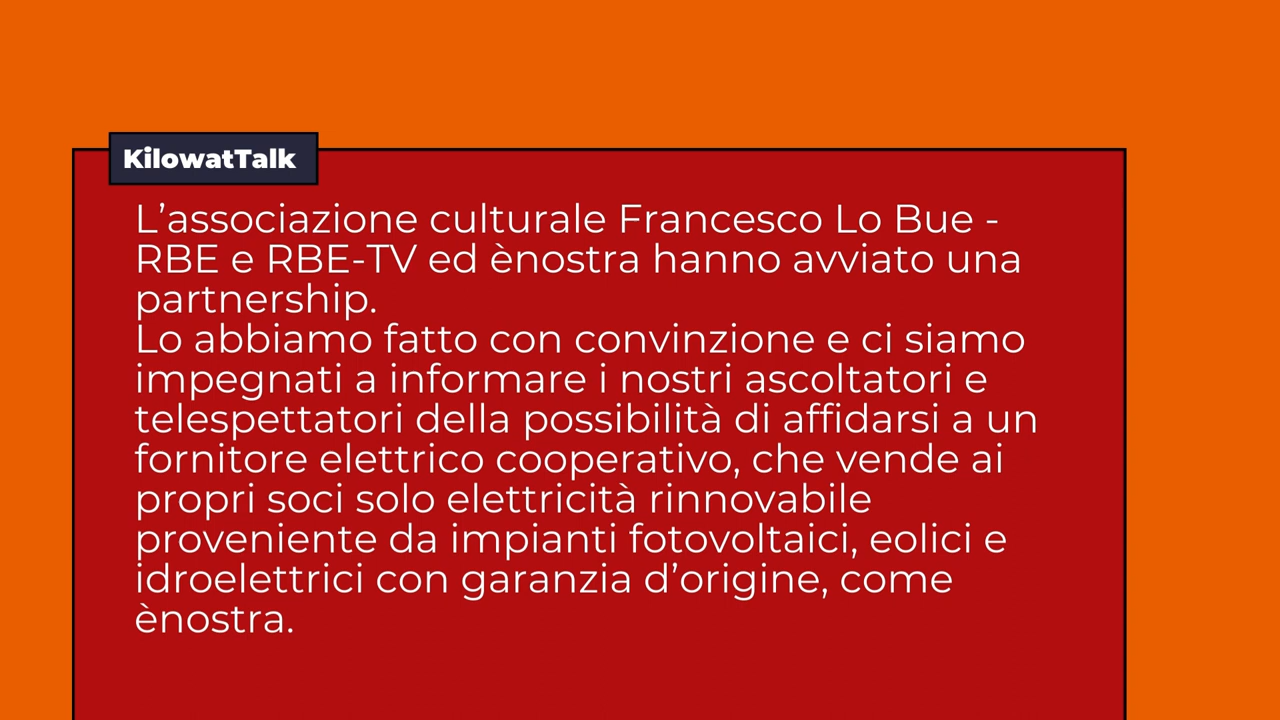 KilowatTalk
L’associazione culturale Francesco Lo Bue -
RBE e RBE-TV ed ènostra hanno avviato una
partnership.
Lo abbiamo fatto con convinzione e ci siamo
impegnati a informare i nostri ascoltatori e
telespettatori della possibilità di affidarsi a un
fornitore elettrico cooperativo, che vende ai
propri soci solo elettricità rinnovabile
proveniente da impianti fotovoltaici, eolici e
idroelettrici con garanzia d’origine, come
ènostra.